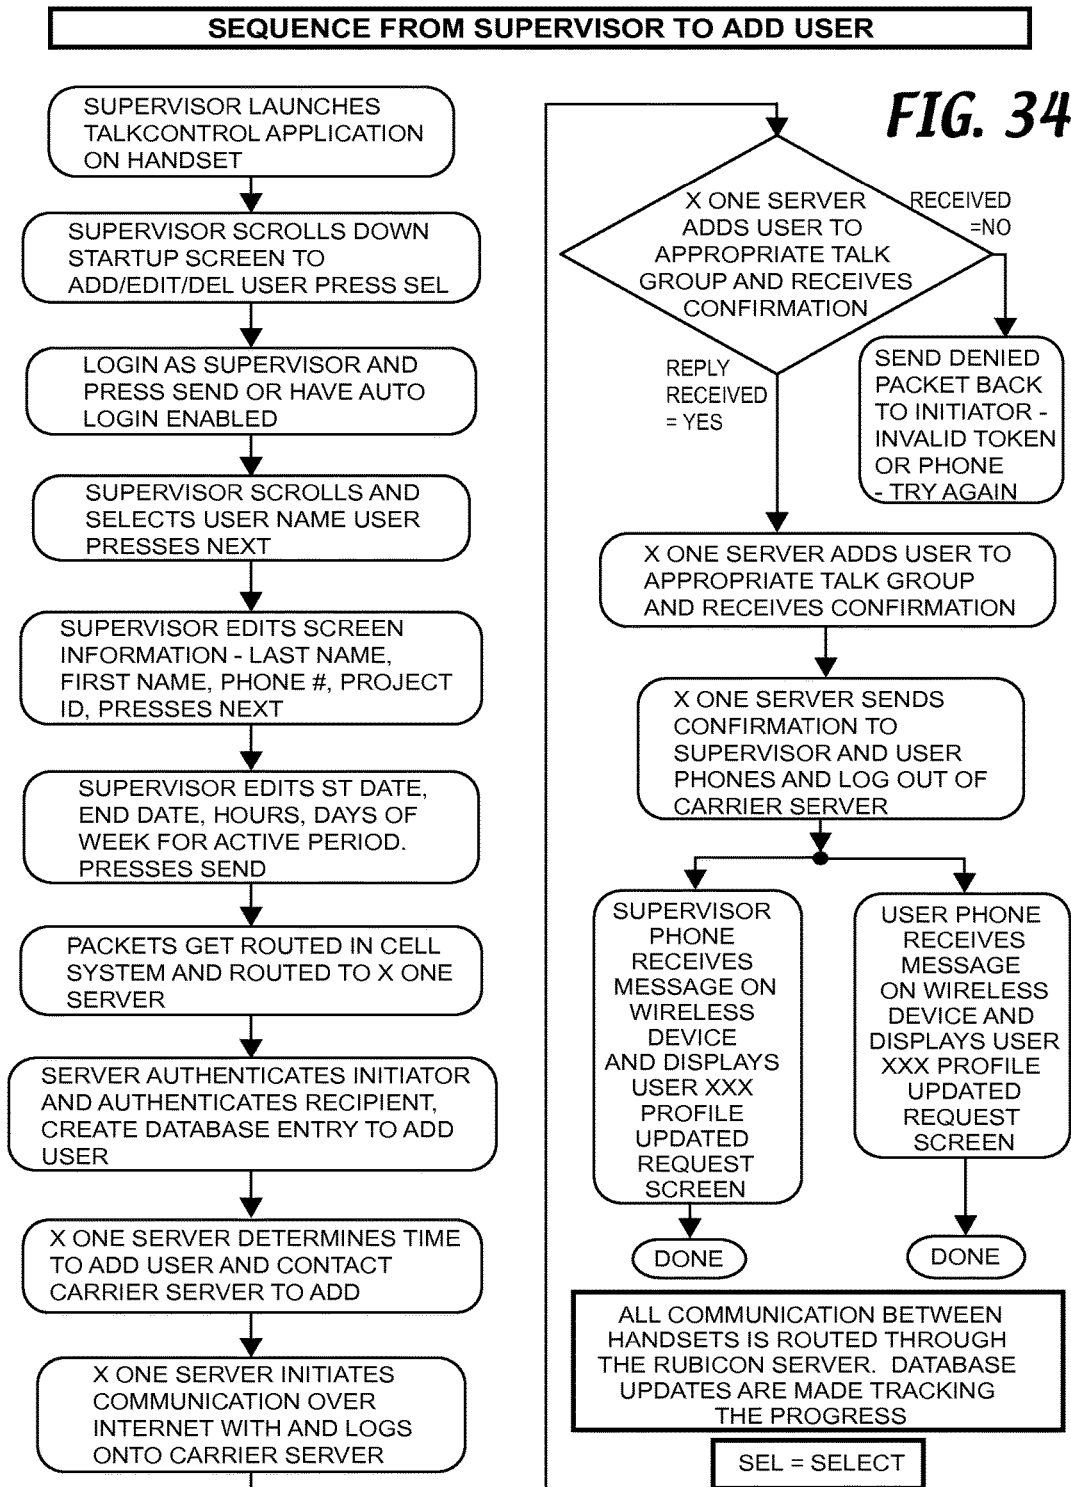 SEQUENCE FROM SUPERVISOR TO ADD USER
FIG. 34
SUPERVISOR LAUNCHES
TALKCONTROL APPLICATION
ON HANDSET
SUPERVISOR SCROLLS DOWN
STARTUP SCREEN TO
ADD/EDIT/DEL USER PRESS SEL
LOGIN AS SUPERVISOR AND
PRESS SEND OR HAVE AUTO
LOGIN ENABLED
SUPERVISOR SCROLLS AND
SELECTS USER NAME USER
PRESSES NEXT
SUPERVISOR EDITS SCREEN
INFORMATION - LAST NAME,
FIRST NAME, PHONE #, PROJECT
ID, PRESSES NEXT
SUPERVISOR EDITS ST DATE,
END DATE, HOURS, DAYS OF
WEEK FOR ACTIVE PERIOD.
PRESSES SEND
PACKETS GET ROUTED IN CELL
SYSTEM AND ROUTED TO X ONE
SERVER
SERVER AUTHENTICATES INITIATOR
AND AUTHENTICATES RECIPIENT,
CREATE DATABASE ENTRY TO ADD
USER
X ONE SERVER DETERMINES TIME
TO ADD USER AND CONTACT
CARRIER SERVER TO ADD
X ONE SERVER INITIATES
COMMUNICATION OVER
INTERNET WITH AND LOGS
ONTO CARRIER SERVER
X ONE SERVER
ADDS USER TO
APPROPRIATE TALK
GROUP AND RECEIVES
CONFIRMATION
RECEIVED
=NO
SEND DENIED
PACKET BACK
TO INITIATOR -
INVALID TOKEN
OR PHONE
- TRY AGAIN
REPLY
RECEIVED
= YES
X ONE SERVER ADDS USER TO
APPROPRIATE TALK GROUP
AND RECEIVES CONFIRMATION
X ONE SERVER SENDS
CONFIRMATION TO
SUPERVISOR AND USER
PHONES AND LOG OUT OF
CARRIER SERVER
SUPERVISOR
PHONE
RECEIVES
MESSAGE ON
WIRELESS
DEVICE
AND DISPLAYS
USER XXX
PROFILE
UPDATED
REQUEST
SCREEN
DONE
USER PHONE
RECEIVES
MESSAGE
ON WIRELESS
DEVICE AND
DISPLAYS USER
XXX PROFILE
UPDATED
REQUEST
SCREEN
DONE
ALL COMMUNICATION BETWEEN
HANDSETS IS ROUTED THROUGH
THE RUBICON SERVER. DATABASE
UPDATES ARE MADE TRACKING
THE PROGRESS
SEL = SELECT